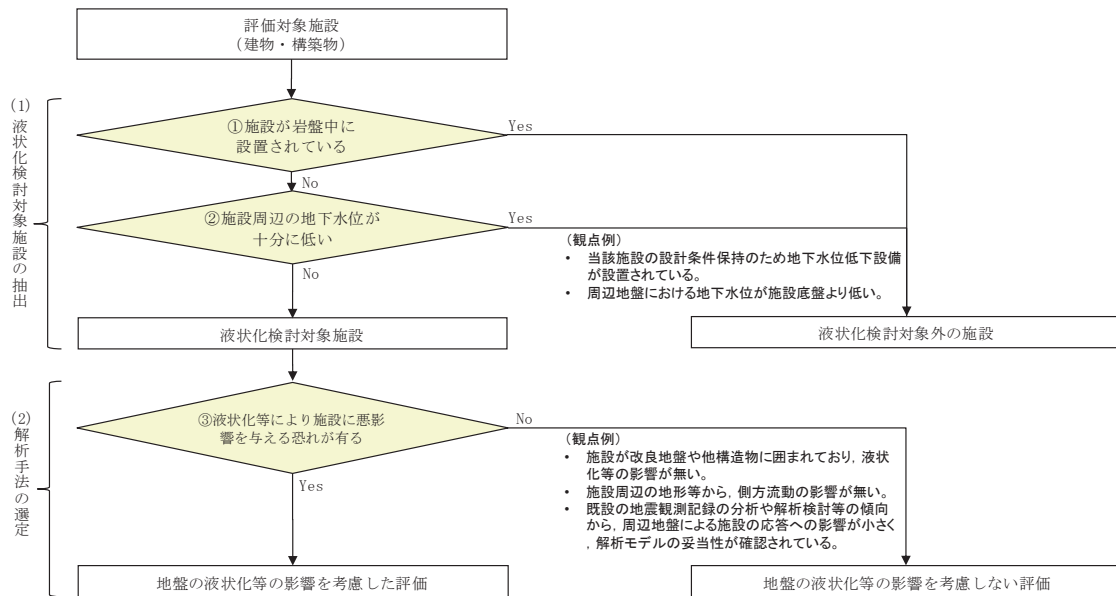 評価対象施設
（建物・構築物）
(1)
液状化検討対象施設の抽出
①施設が岩盤中に
設置されている
Yes
No
②施設周辺の地下水位が
十分に低い
Yes
No
（観点例）
・ 当該施設の設計条件保持のため地下水位低下設備
が設置されている。
・ 周辺地盤における地下水位が施設底盤より低い。
液状化検討対象施設
液状化検討対象外の施設
(2)
解析手法の選定
③液状化等により施設に悪影
響を与える恐れが有る
No
Yes
（観点例）
・ 施設が改良地盤や他構造物に囲まれており，液状
化等の影響が無い。
・ 施設周辺の地形等から，側方流動の影響が無い。
・ 既設の地震観測記録の分析や解析検討等の傾向
から，周辺地盤による施設の応答への影響が小さく
，解析モデルの妥当性が確認されている。
地盤の液状化等の影響を考慮した評価
地盤の液状化等の影響を考慮しない評価